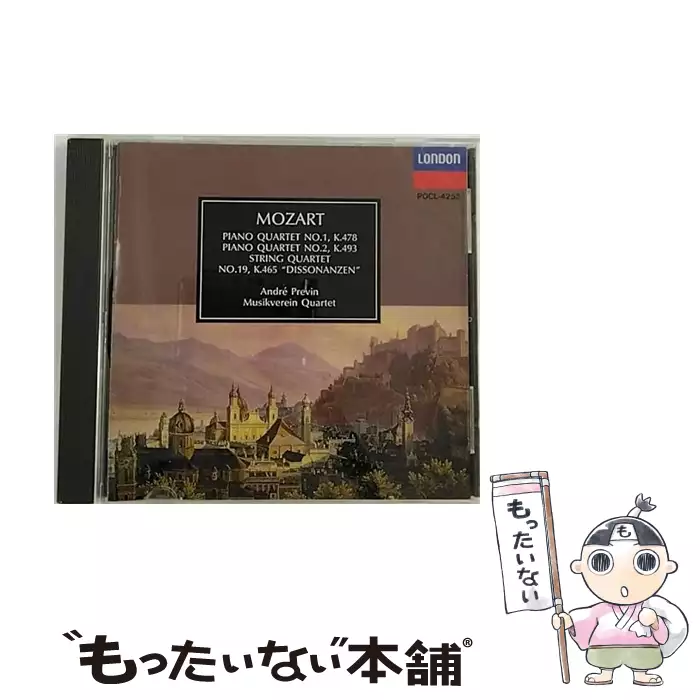 LONDON
POCL-4252
MOZART
PIANO QUARTET NO.1, K.478
PIANO QUARTET NO.2, K.493
STRING QUARTET
NO.19, K.465 "DISSONANZEN"
André Previn
Musikverein Quartet
も
もったいない
"もったいない"本舗®